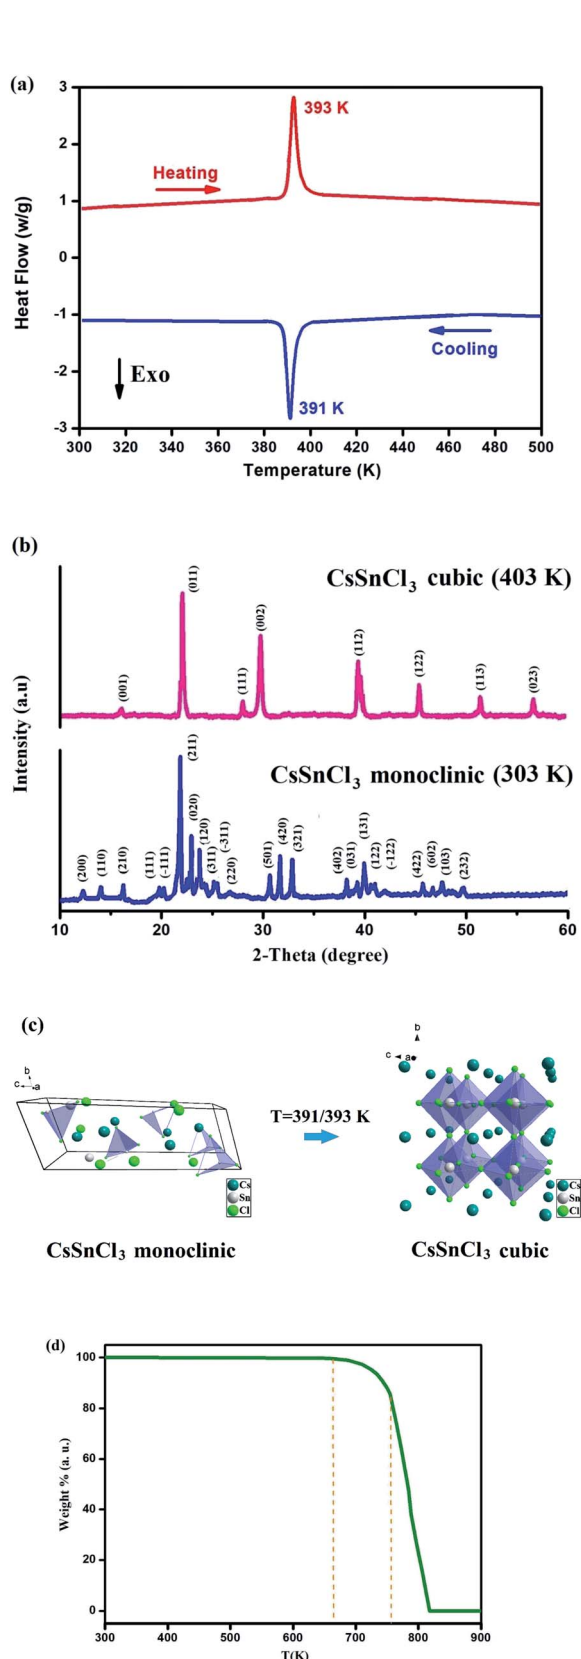 (a)
3
2
1
0
-1
-2
-3
Heat Flow (w/g)
393 K
Heating
Cooling
Exo
391 K
300 320 340 360 380 400 420 440 460 480 500
Temperature (K)
(b)
CsSnCl3 cubic (403 K)
(001) (011) (111) (002) (112) (122) (113) (023)
Intensity (a.u)
CsSnCl3 monoclinic (303 K)
(200) (110) (210) (111) (-111) (211) (020) (120) (311) (-311) (220) (501) (420) (321) (402) (031) (131) (122) (-122) (422) (602) (103) (232)
10 20 30 40 50 60
2-Theta (degree)
(c)
b
c a
Cs
Sn
Cl
T=391/393 K
b
c a
Cs
Sn
Cl
CsSnCl3 monoclinic
CsSnCl3 cubic
(d)
100
80
60
40
20
0
Weight % (a. u.)
300 400 500 600 700 800 900
T(K)